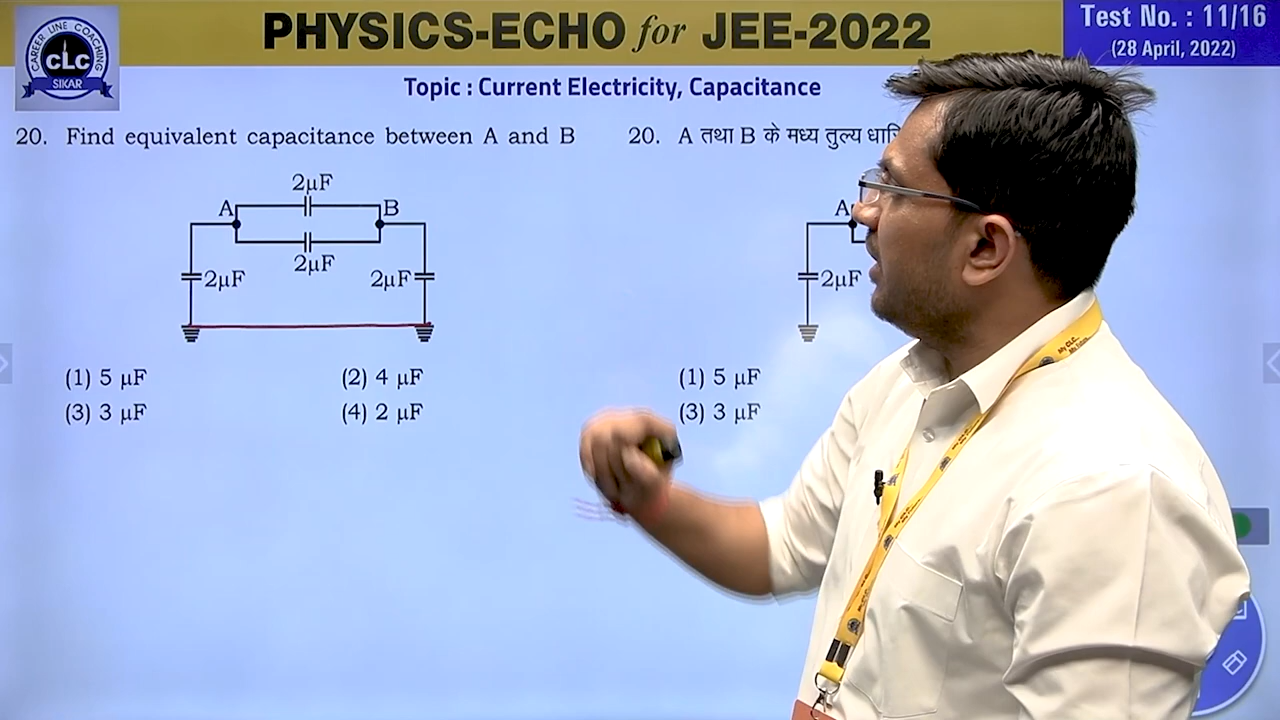 CAREER LINE COACHING
CLC
SIKAR
PHYSICS-ECHO for JEE-2022
Test No. : 11/16
(28 April, 2022)
Topic : Current Electricity, Capacitance
20. Find equivalent capacitance between A and B
2µF
A
B
2µF
2µF
2µF
(1) 5 µF
(2) 4 µF
(3) 3 µF
(4) 2 µF
20. A तथा B के मध्य तुल्य
A
2µF
(1) 5 µF
(3) 3 µF